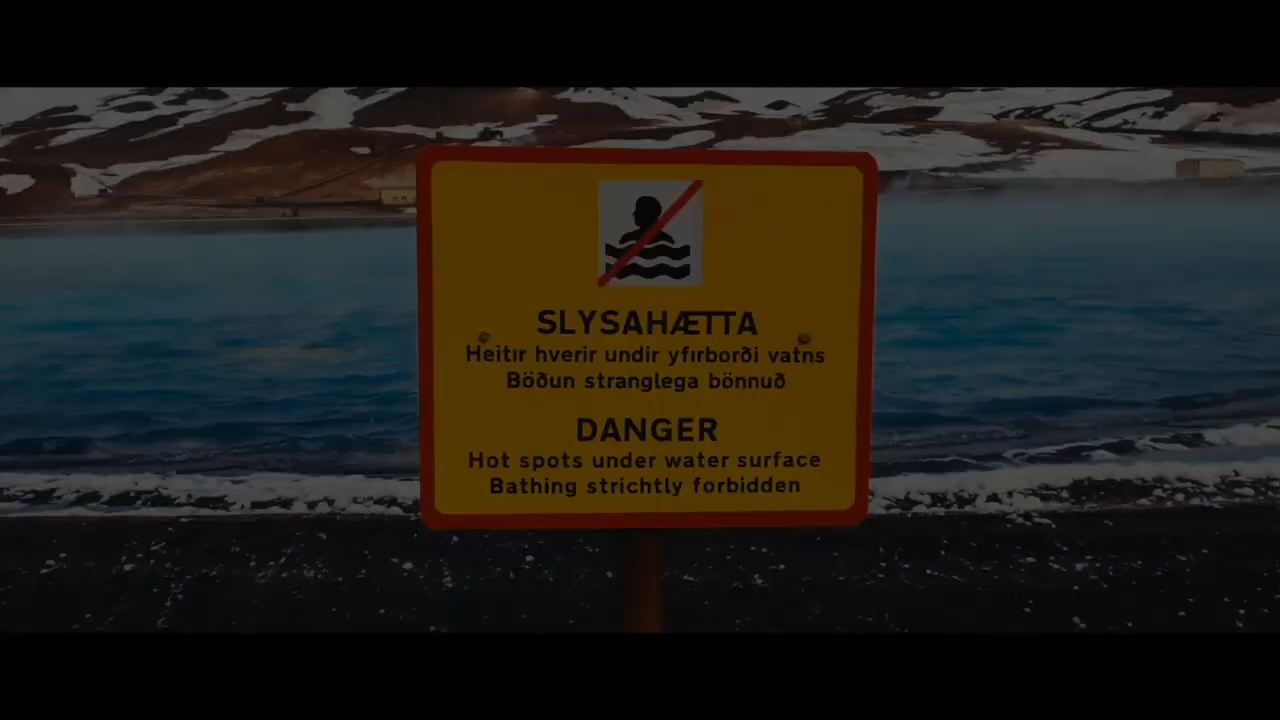 SLYSAHÆTTA
Heitir hverir undir yfirborði vatns
Böðun stranglega bönnuð
DANGER
Hot spots under water surface
Bathing strichtly forbidden